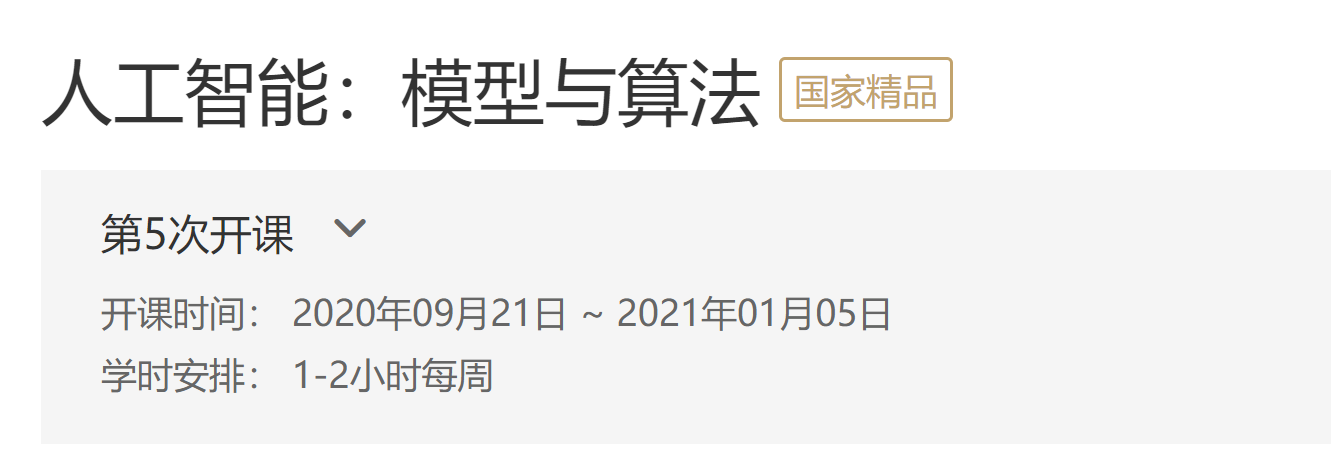 人工智能：模型与算法 国家精品
第5次开课
开课时间： 2020年09月21日 ~ 2021年01月05日
学时安排： 1-2小时每周